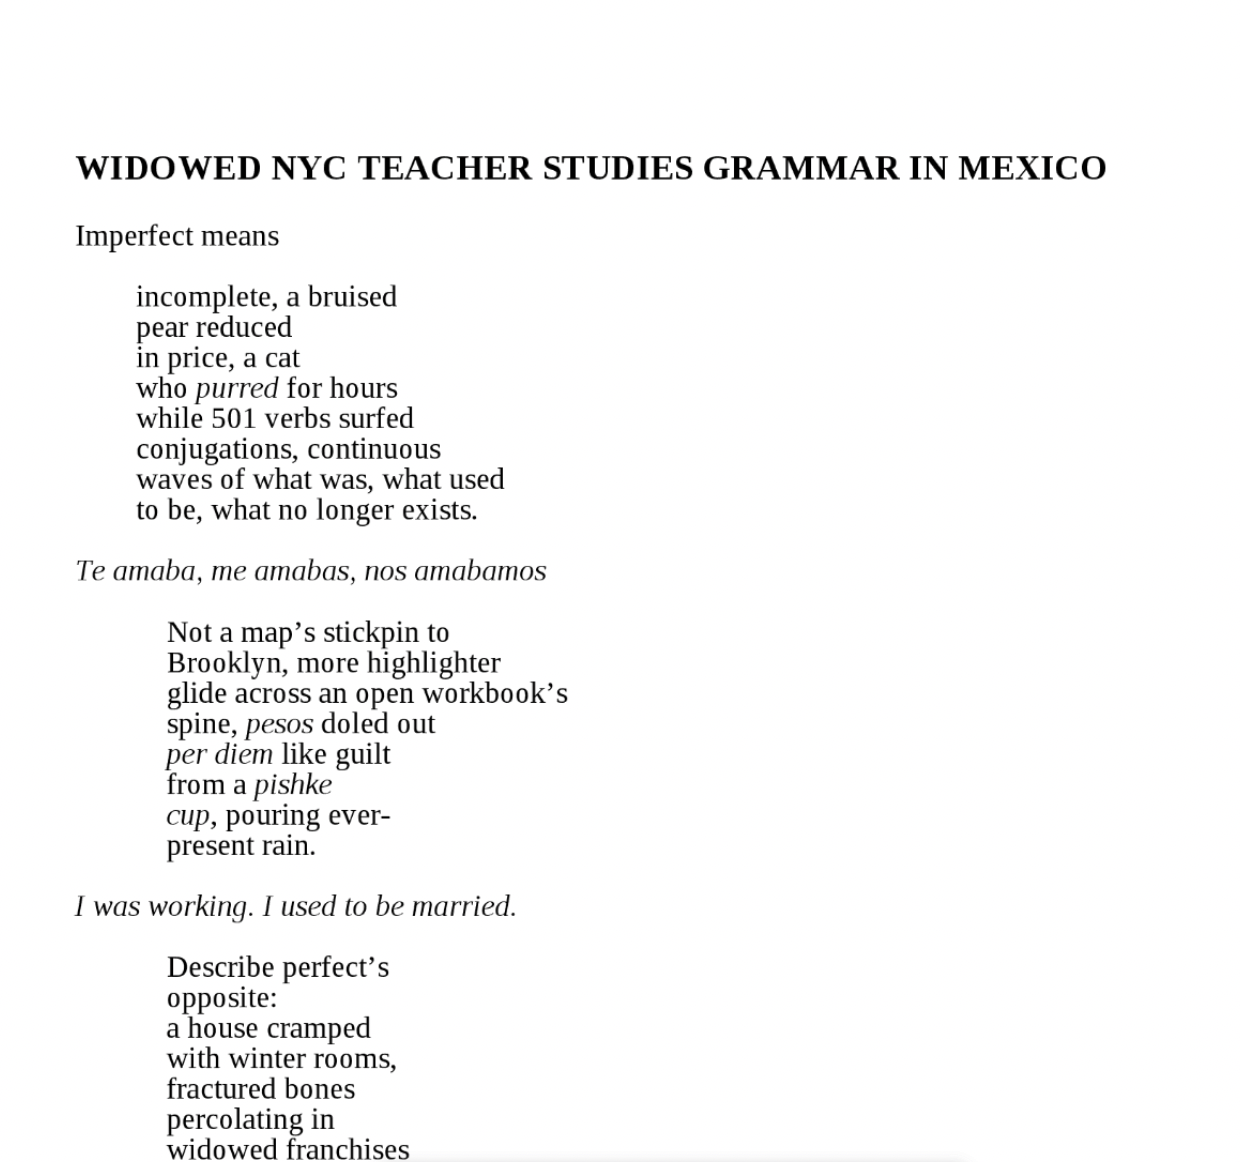 WIDOWED NYC TEACHER STUDIES GRAMMAR IN MEXICO
Imperfect means
incomplete, a bruised
pear reduced
in price, a cat
who purred for hours
while 501 verbs surfed
conjugations, continuous
waves of what was, what used
to be, what no longer exists.
Te amaba, me amabas, nos amabamos
Not a map’s stickpin to
Brooklyn, more highlighter
glide across an open workbook’s
spine, pesos doled out
per diem like guilt
from a pishke
cup, pouring ever-
present rain.
I was working. I used to be married.
Describe perfect’s
opposite:
a house cramped
with winter rooms,
fractured bones
percolating in
widowed franchises